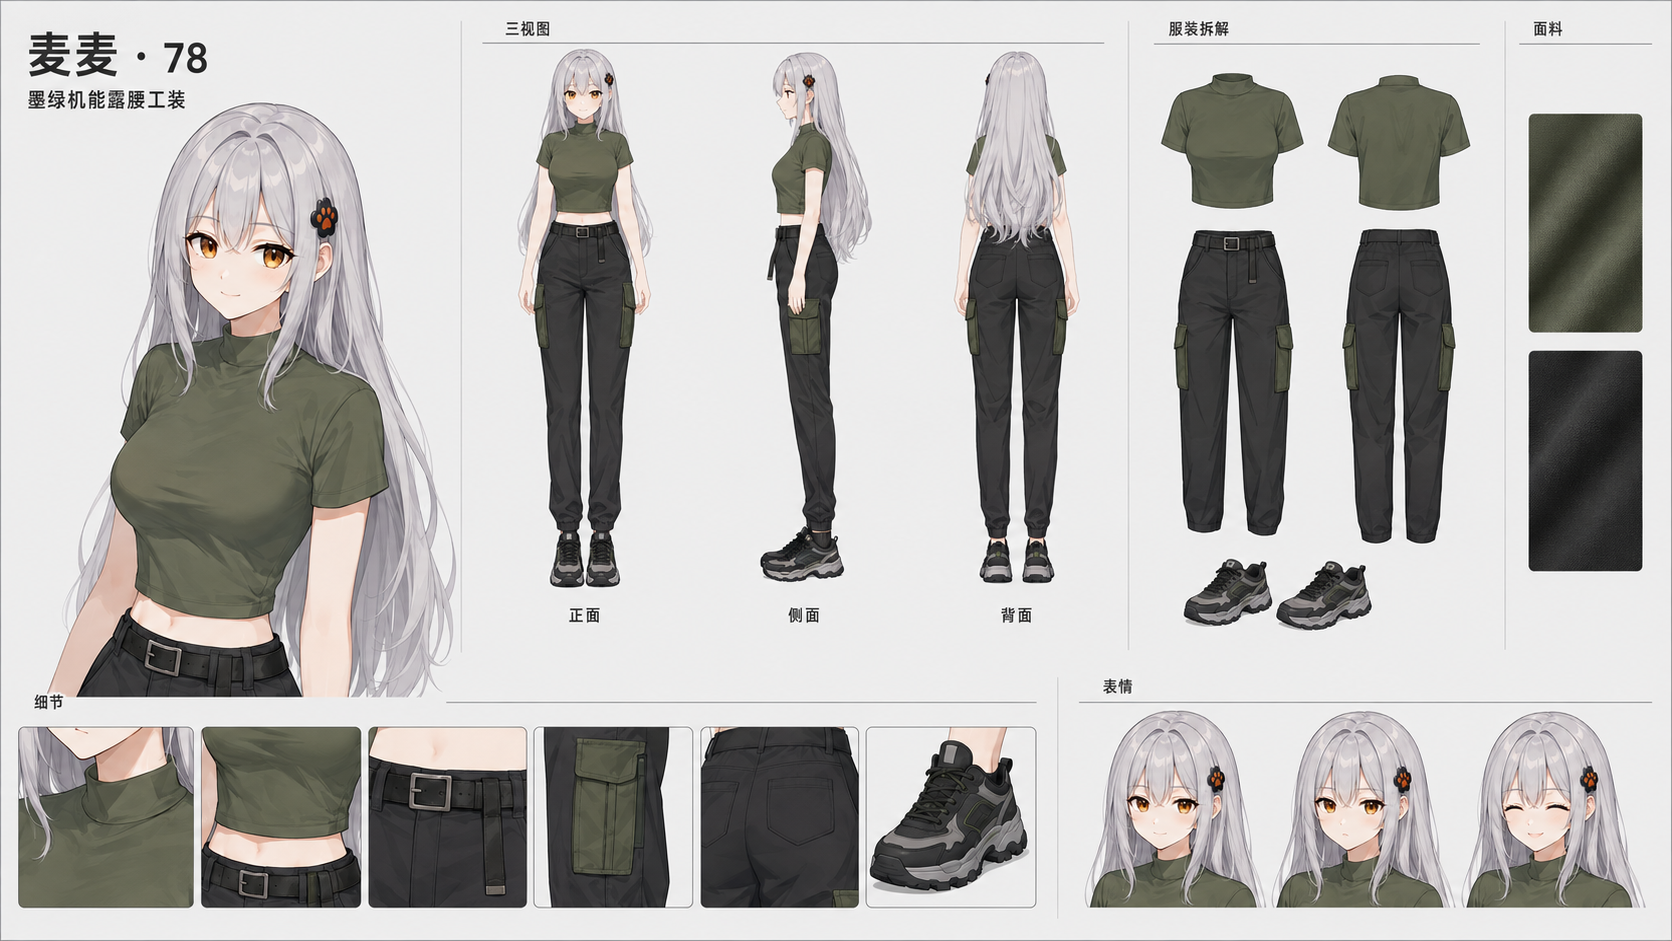 麦麦 · 78
墨绿机能露腰工装
三视图
正面
侧面
背面
服装拆解
面料
细节
表情